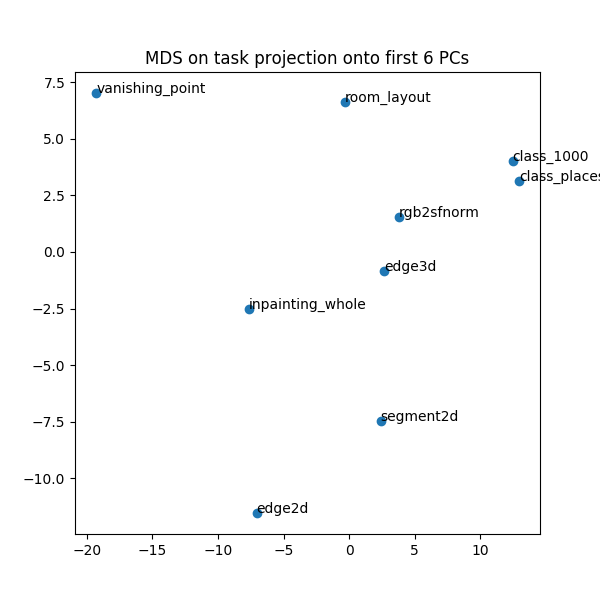 MDS on task projection onto first 6 PCs
7.5
5.0
2.5
0.0
−2.5
−5.0
−7.5
−10.0
vanishing_point
room_layout
class_1000
class_places
rgb2sfnorm
edge3d
inpainting_whole
segment2d
edge2d
−20 −15 −10 −5 0 5 10